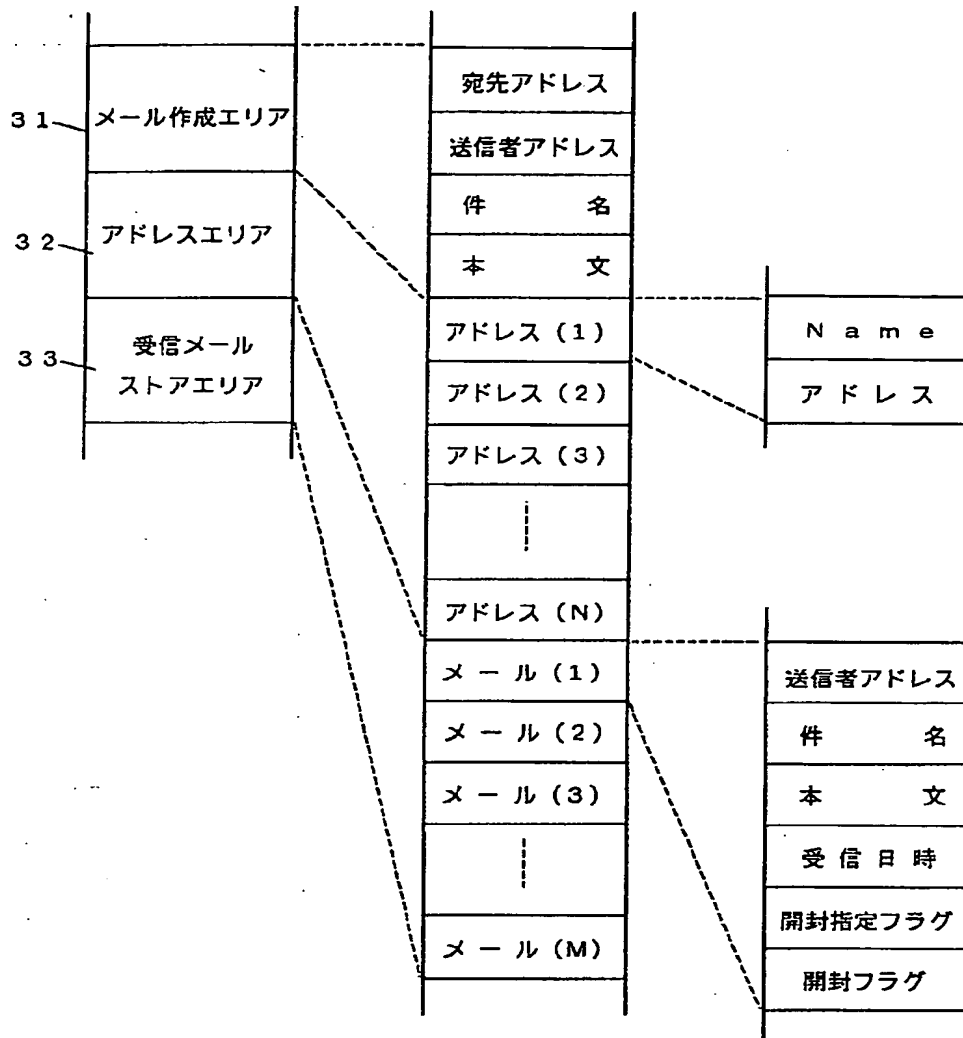 31
メール作成エリア
32
アドレスエリア
33
受信メール
ストアエリア
宛先アドレス
送信者アドレス
件名
本文
アドレス(1)
アドレス(2)
アドレス(3)
アドレス(N)
メール(1)
メール(2)
メール(3)
メール(M)
Name
アドレス
送信者アドレス
件名
本文
受信日時
開封指定フラグ
開封フラグ